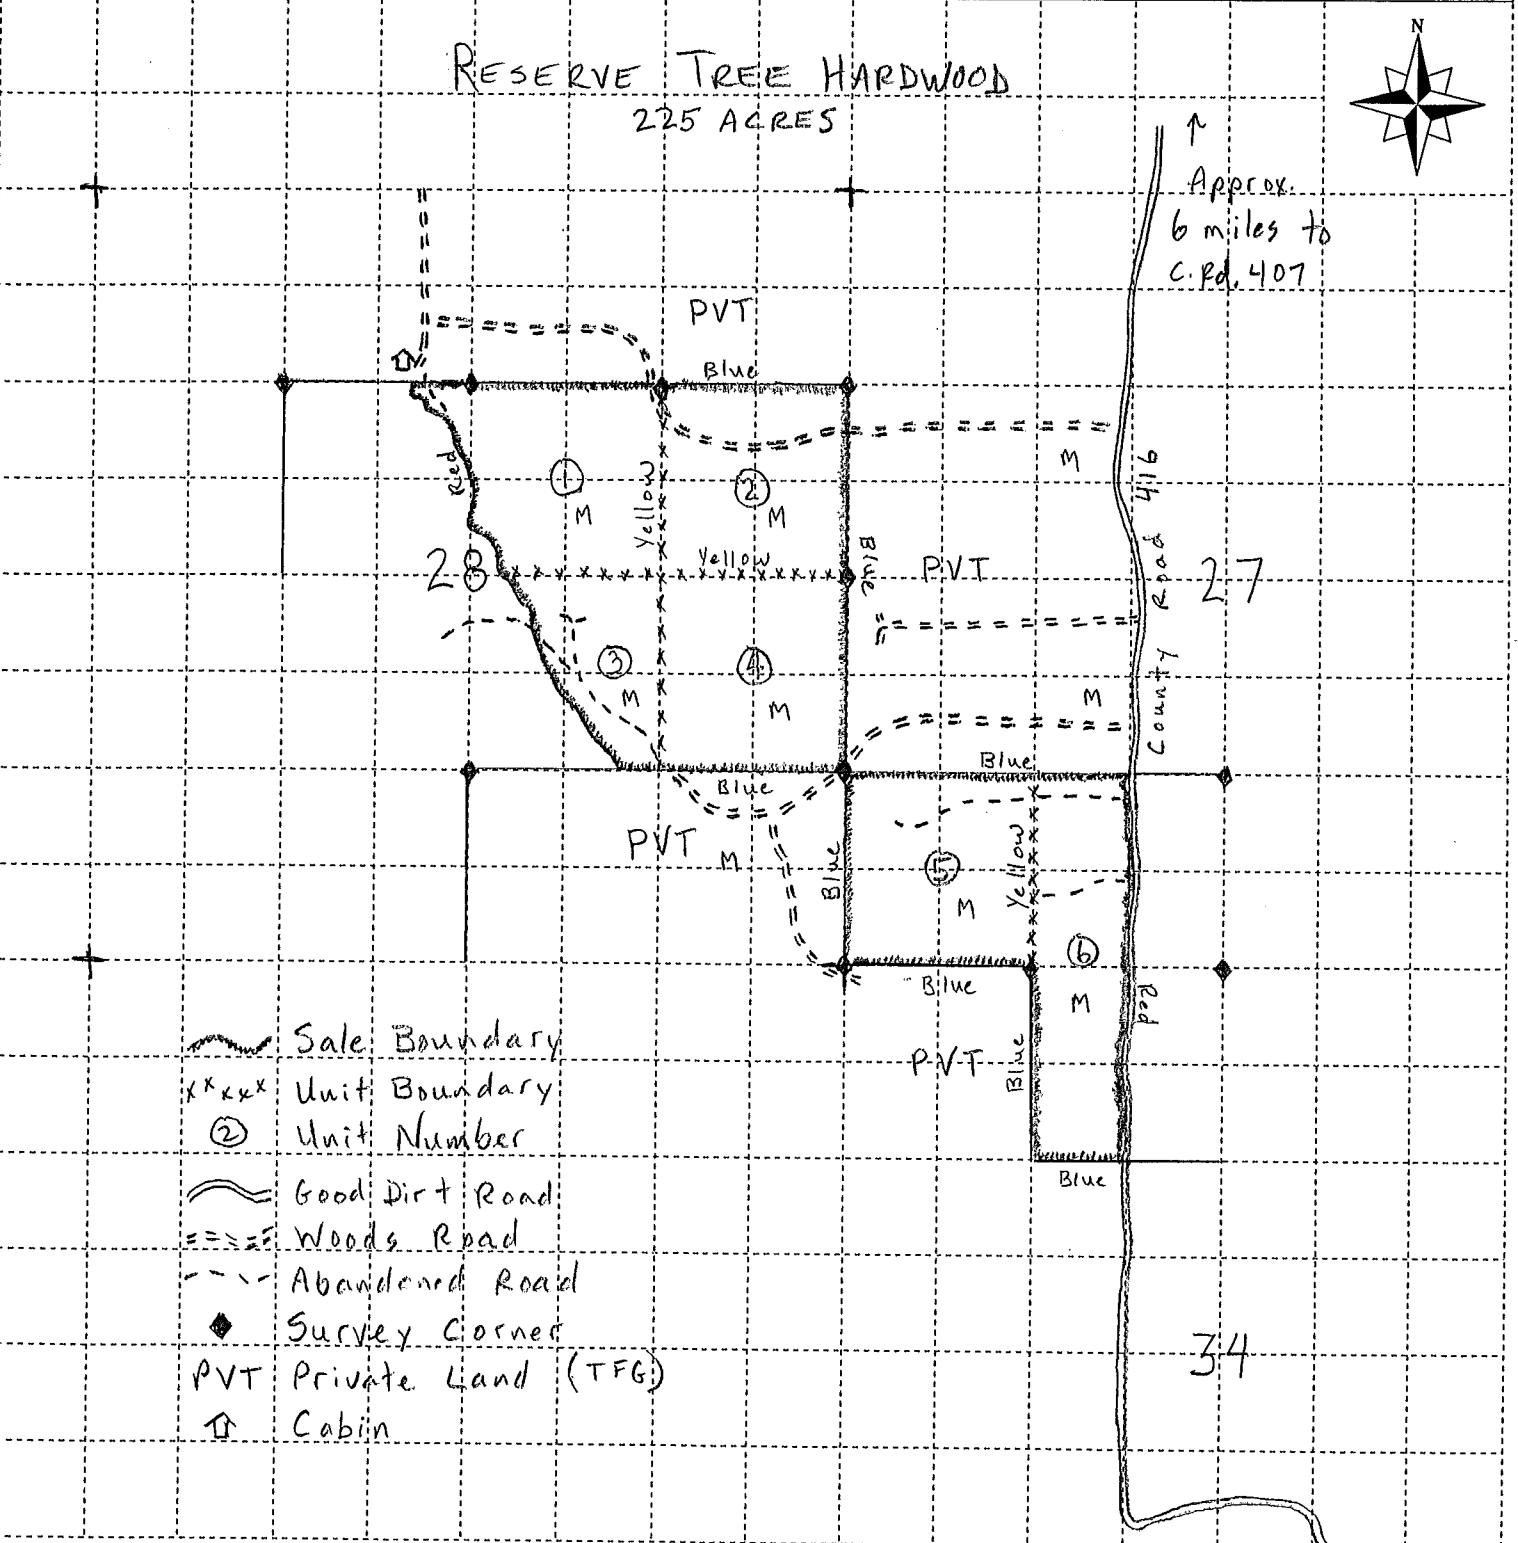 N
RESERVE TREE HARDWOOD
225 ACRES
↑
Approx.
6 miles to
C. Rd. 407
PVT
Blue
Red
1
M
Yellow
2
M
M
County Road 416
28
Yellow
Blue
PVT
27
3
M
4
M
M
Blue
Blue
PVT
M
Blue
5
M
Yellow
6
M
Red
Blue
PVT
Blue
Blue
Sale Boundary
xxxxxx Unit Boundary
2 Unit Number
Good Dirt Road
Woods Road
Abandoned Road
Survey Corner
PVT Private Land (TFG)
Cabin
34